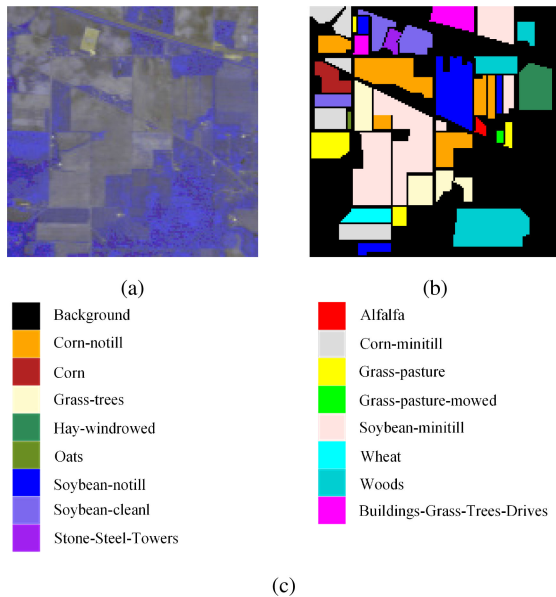 (a)
(b)
Background
Corn-notill
Corn
Grass-trees
Hay-windrowed
Oats
Soybean-notill
Soybean-cleanl
Stone-Steel-Towers
Alfalfa
Corn-minitill
Grass-pasture
Grass-pasture-mowed
Soybean-minitill
Wheat
Woods
Buildings-Grass-Trees-Drives
(c)